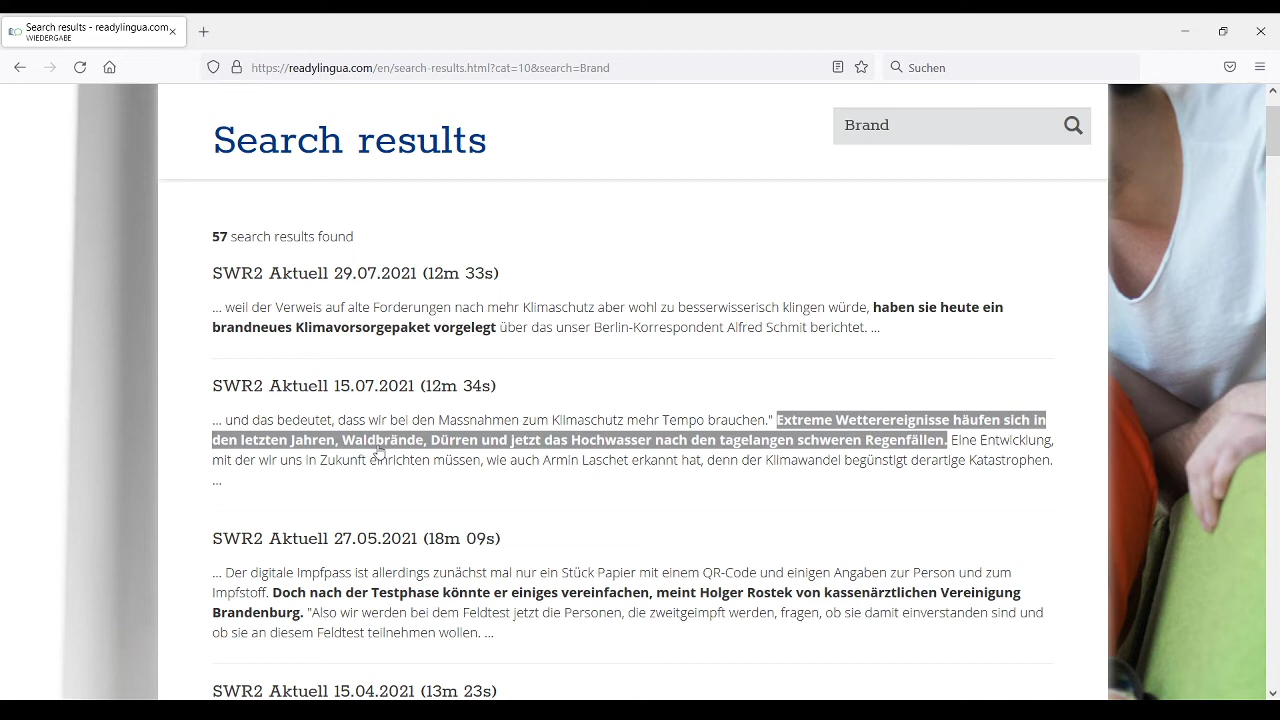 Search results - readylingua.com
WIEDERGABE
https://readylingua.com/en/search-results.html?cat=10&search=Brand
Suchen
Search results
Brand
57 search results found
SWR2 Aktuell 29.07.2021 (12m 33s)
... weil der Verweis auf alte Forderungen nach mehr Klimaschutz aber wohl zu besserwisserisch klingen würde, haben sie heute ein
brandneues Klimavorsorgepaket vorgelegt über das unser Berlin-Korrespondent Alfred Schmit berichtet. ...
SWR2 Aktuell 15.07.2021 (12m 34s)
... und das bedeutet, dass wir bei den Massnahmen zum Klimaschutz mehr Tempo brauchen." Extreme Wetterereignisse häufen sich in
den letzten Jahren, Waldbrände, Dürren und jetzt das Hochwasser nach den tagelangen schweren Regenfällen. Eine Entwicklung,
mit der wir uns in Zukunft einrichten müssen, wie auch Armin Laschet erkannt hat, denn der Klimawandel begünstigt derartige Katastrophen.
...
SWR2 Aktuell 27.05.2021 (18m 09s)
... Der digitale Impfpass ist allerdings zunächst mal nur ein Stück Papier mit einem QR-Code und einigen Angaben zur Person und zum
Impfstoff. Doch nach der Testphase könnte er einiges vereinfachen, meint Holger Rostek von kassenärztlichen Vereinigung
Brandenburg. "Also wir werden bei dem Feldtest jetzt die Personen, die zweitgeimpft werden, fragen, ob sie damit einverstanden sind und
ob sie an diesem Feldtest teilnehmen wollen. ...
SWR2 Aktuell 15.04.2021 (13m 23s)